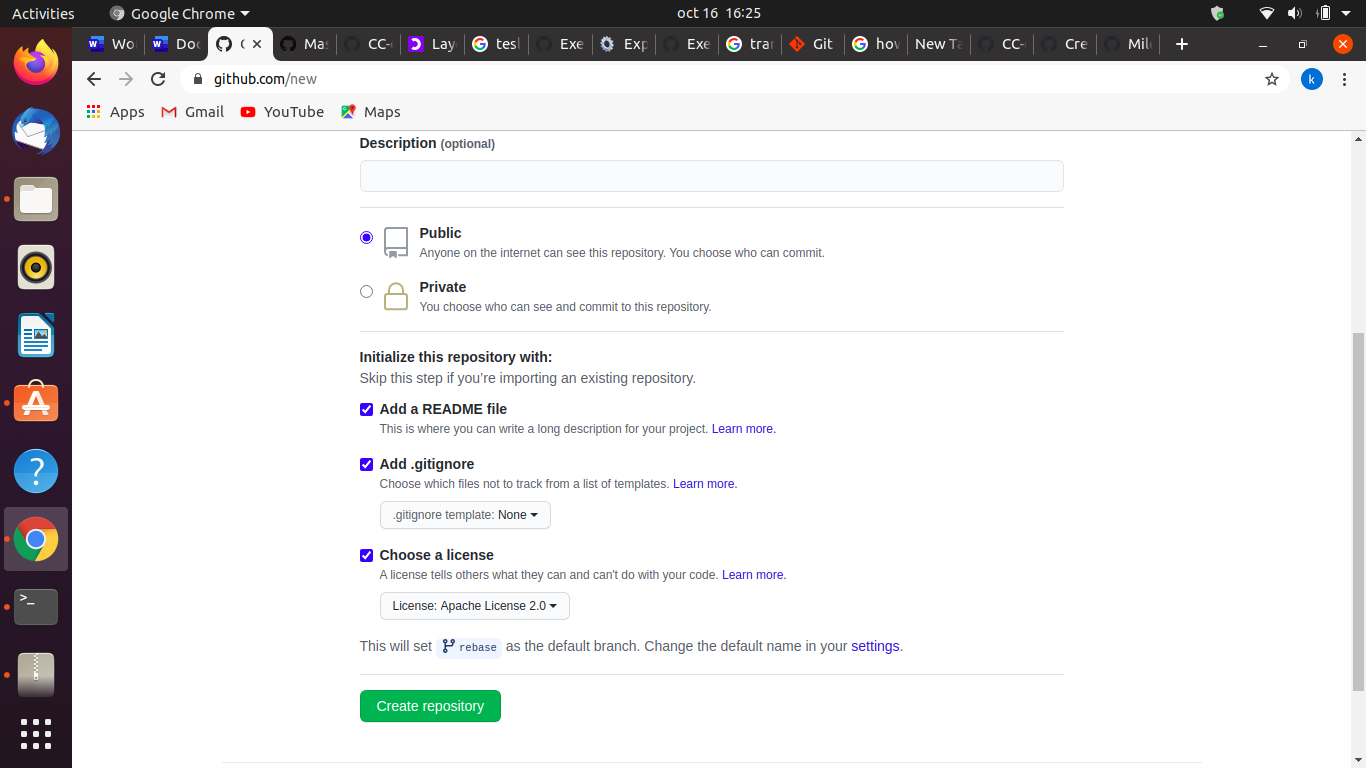 Activities Google Chrome oct 16 16:25
Wo Doc Mas CC- Lay tesl Exe Exp Exe trar Git hov New Ta CC- Cre Mil
github.com/new k
Apps Gmail YouTube Maps
Description (optional)
Public
Anyone on the internet can see this repository. You choose who can commit.
Private
You choose who can see and commit to this repository.
Initialize this repository with:
Skip this step if you’re importing an existing repository.
Add a README file
This is where you can write a long description for your project. Learn more.
Add .gitignore
Choose which files not to track from a list of templates. Learn more.
.gitignore template: None
Choose a license
A license tells others what they can and can't do with your code. Learn more.
License: Apache License 2.0
This will set rebase as the default branch. Change the default name in your settings.
Create repository